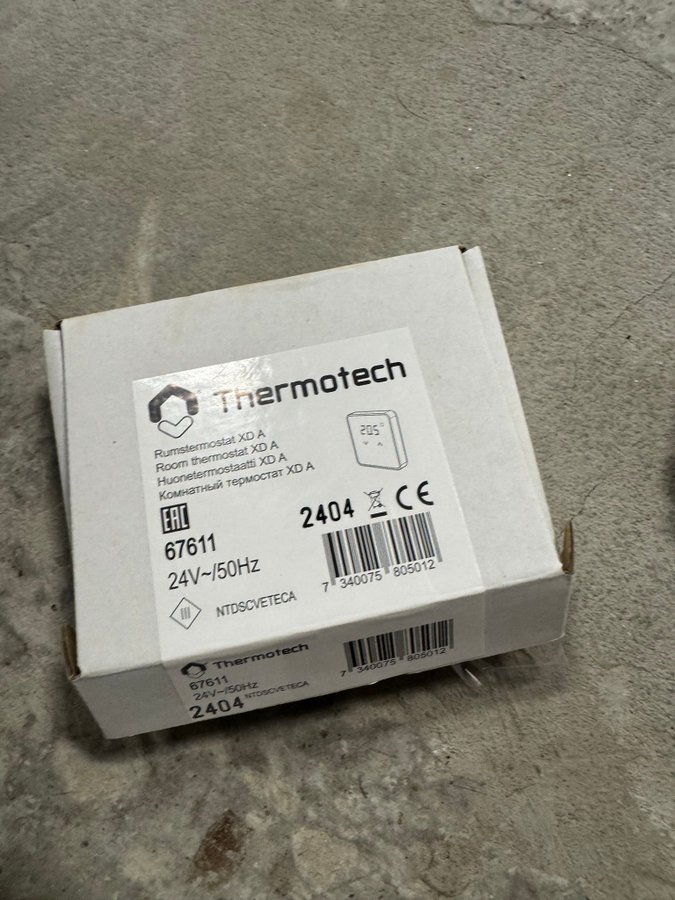 Thermotech
Rumstermostat XD A
Room thermostat XD A
Huonetermostaatti XD A
Комнатный термостат XD A
20.5°
EAC
2404 CE
67611
24V~/50Hz
7 340075 805012
III
NTDSCVETECA
Thermotech
67611
24V~/50Hz
2404 NTDSCVETECA
7 340075 805012